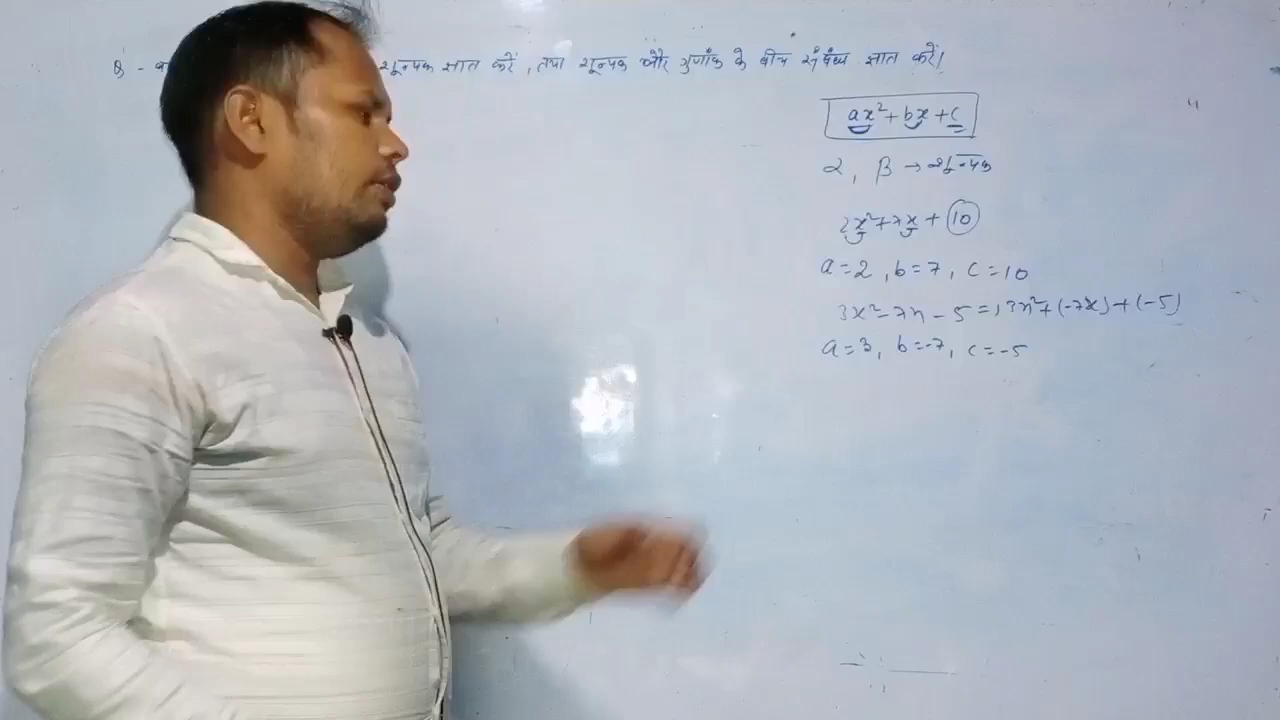 Q - शून्यक ज्ञात करें, तथा शून्यक और गुणांक के बीच संबंध ज्ञात करें।
ax² + bx + c
α, β → शून्यक
2x² + 7x + 10
a = 2, b = 7, c = 10
3x² - 7x - 5 = 3x² + (-7x) + (-5)
a = 3, b = -7, c = -5